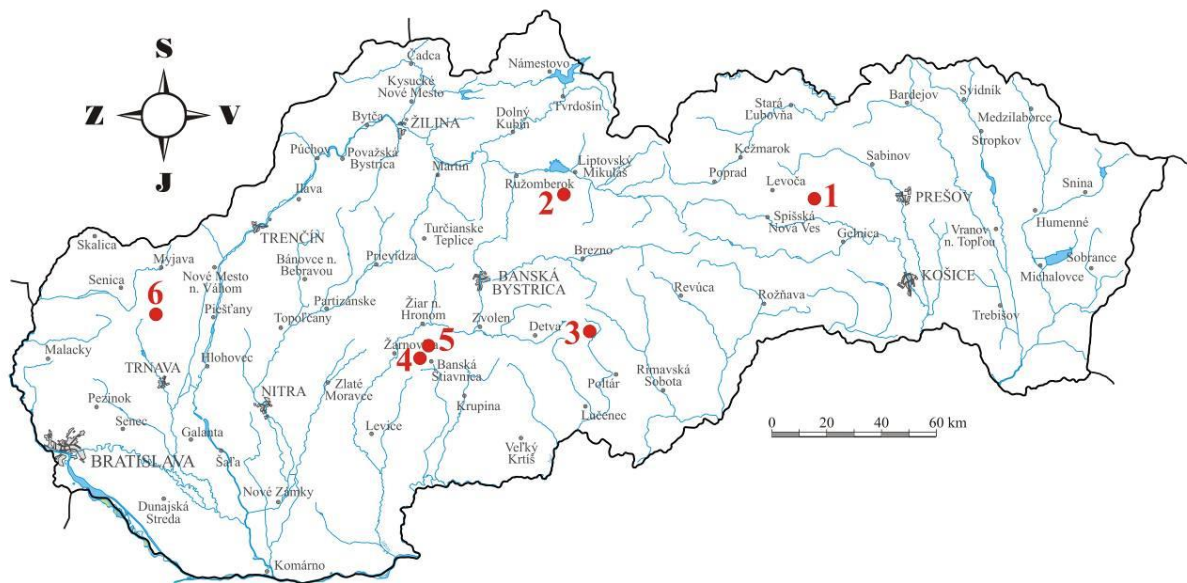 S
Z
V
J
Čadca
Námestovo
Kysucké
Nové Mesto
Tvrdošín
Bytča
ŽILINA
Dolný
Kubín
Stará
Ľubovňa
Bardejov
Svidník
Medzilaborce
Stropkov
Púchov
Považská
Bystrica
Martin
Ružomberok
Liptovský
Mikuláš
Kežmarok
Poprad
Sabinov
Levoča
1
PREŠOV
Snina
Ilava
2
Spišská
Nová Ves
Humenné
TRENČÍN
Turčianske
Teplice
Gelnica
Vranov
n. Topľou
Skalica
Myjava
Nové Mesto
n. Váhom
Bánovce n.
Bebravou
Prievidza
Brezno
Sobrance
Michalovce
Senica
BANSKÁ
BYSTRICA
KOŠICE
6
Piešťany
Partizánske
Topoľčany
Žiar n.
Hronom
Zvolen
Detva
3
Revúca
Rožňava
Trebišov
Malacky
Hlohovec
Žarnovica
5
4
Banská
Štiavnica
TRNAVA
NITRA
Zlaté
Moravce
Poltár
Rimavská
Sobota
Pezinok
Senec
Krupina
Lučenec
Galanta
Levice
Veľký
Krtíš
0 20 40 60 km
BRATISLAVA
Šaľa
Nové Zámky
Dunajská
Streda
Komárno